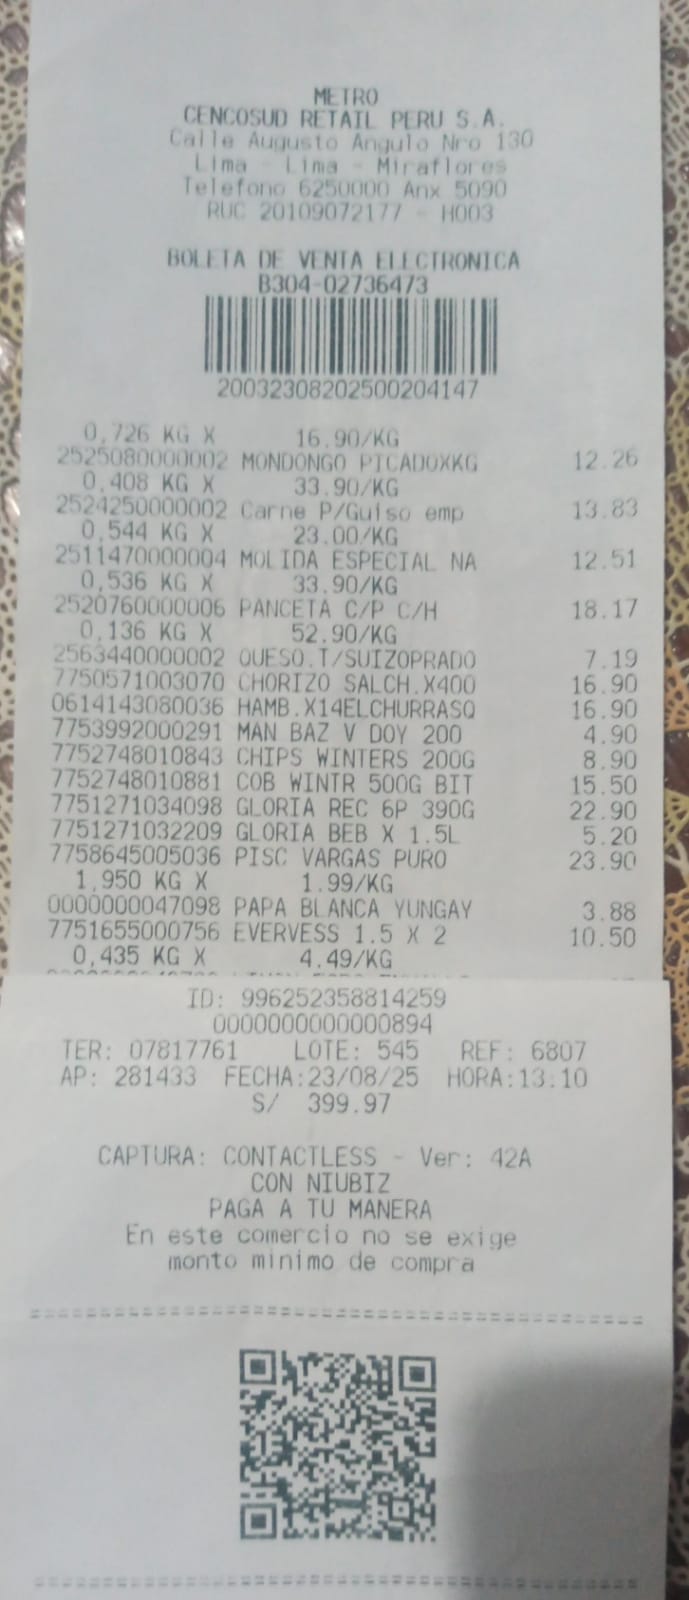 METRO
CENCOSUD RETAIL PERU S.A.
Calle Augusto Angulo Nro 130
Lima - Lima - Miraflores
Telefono 6250000 Anx 5090
RUC 20109072177 - H003
BOLETA DE VENTA ELECTRONICA
B304-02736473
20032308202500204147
0,726 KG X 16.90/KG
2525080000002 MONDONGO PICADOXKG 12.26
0,408 KG X 33.90/KG
2524250000002 Carne P/Guiso emp 13.83
0,544 KG X 23.00/KG
2511470000004 MOLIDA ESPECIAL NA 12.51
0,536 KG X 33.90/KG
2520760000006 PANCETA C/P C/H 18.17
0,136 KG X 52.90/KG
2563440000002 QUESO.T/SUIZOPRADO 7.19
7750571003070 CHORIZO SALCH.X400 16.90
0614143080036 HAMB.X14ELCHURRASQ 16.90
7753992000291 MAN BAZ V DOY 200 4.90
7752748010843 CHIPS WINTERS 200G 8.90
7752748010881 COB WINTR 500G BIT 15.50
7751271034098 GLORIA REC 6P 390G 22.90
7751271032209 GLORIA BEB X 1.5L 5.20
7758645005036 PISC VARGAS PURO 23.90
1,950 KG X 1.99/KG
0000000047098 PAPA BLANCA YUNGAY 3.88
7751655000756 EVERVESS 1.5 X 2 10.50
0,435 KG X 4.49/KG
ID: 996252358814259
0000000000000894
TER: 07817761 LOTE: 545 REF: 6807
AP: 281433 FECHA:23/08/25 HORA:13:10
S/ 399.97
CAPTURA: CONTACTLESS - Ver: 42A
CON NIUBIZ
PAGA A TU MANERA
En este comercio no se exige
monto minimo de compra